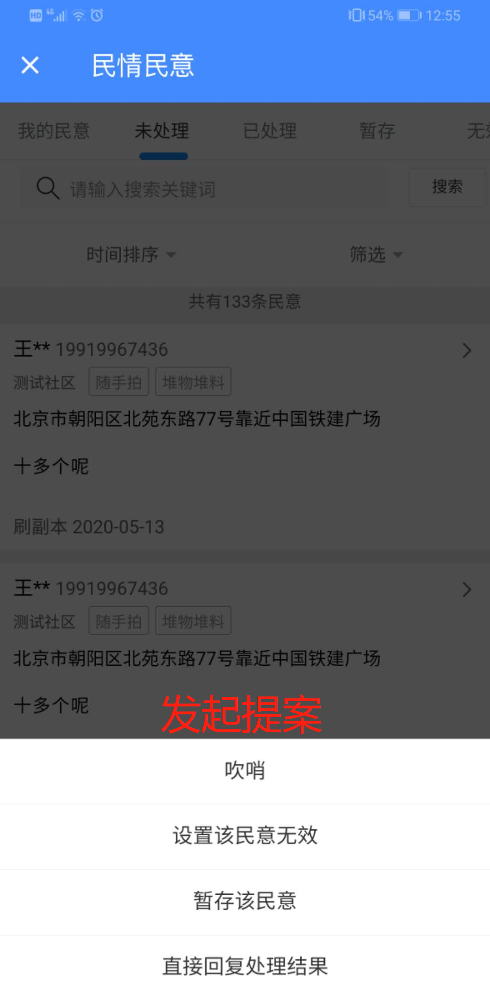 HD 4G 54% 12:55
民情民意
我的民意 未处理 已处理 暂存 无效
请输入搜索关键词 搜索
时间排序 筛选
共有133条民意
王** 19919967436
测试社区 随手拍 堆物堆料
北京市朝阳区北苑东路77号靠近中国铁建广场
十多个呢
刷副本 2020-05-13
王** 19919967436
测试社区 随手拍 堆物堆料
北京市朝阳区北苑东路77号靠近中国铁建广场
十多个呢
发起提案
吹哨
设置该民意无效
暂存该民意
直接回复处理结果